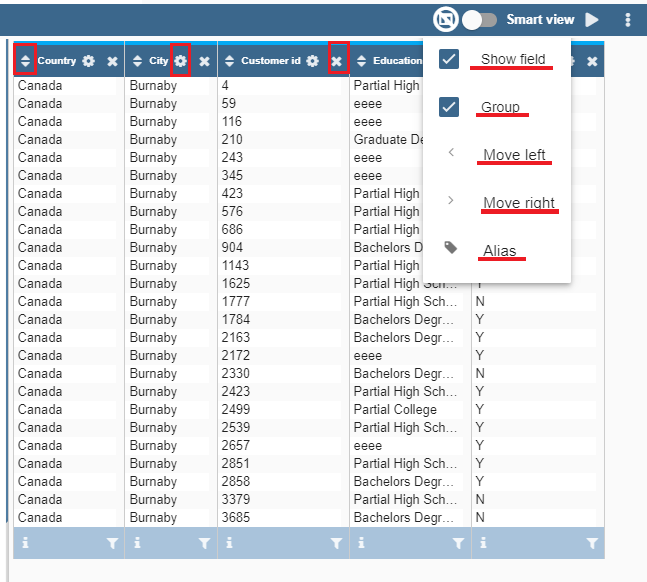 Smart view
Country City Customer id Education
Show field
Group
Move left
Move right
Alias
Canada Burnaby 4 Partial High
Canada Burnaby 59 eeee
Canada Burnaby 116 eeee
Canada Burnaby 210 Graduate De
Canada Burnaby 243 eeee
Canada Burnaby 345 eeee
Canada Burnaby 423 Partial High
Canada Burnaby 576 Partial High
Canada Burnaby 686 Partial High
Canada Burnaby 904 Bachelors D
Canada Burnaby 1143 Partial High
Canada Burnaby 1625 Partial High Sch... Y
Canada Burnaby 1777 Partial High Sch... N
Canada Burnaby 1784 Bachelors Degr... Y
Canada Burnaby 2163 Bachelors Degr... Y
Canada Burnaby 2172 eeee Y
Canada Burnaby 2330 Bachelors Degr... N
Canada Burnaby 2423 Partial High Sch... Y
Canada Burnaby 2499 Partial College Y
Canada Burnaby 2539 Partial High Sch... Y
Canada Burnaby 2657 eeee Y
Canada Burnaby 2851 Partial High Sch... Y
Canada Burnaby 2858 Bachelors Degr... Y
Canada Burnaby 3379 Partial High Sch... N
Canada Burnaby 3685 Bachelors Degr... N